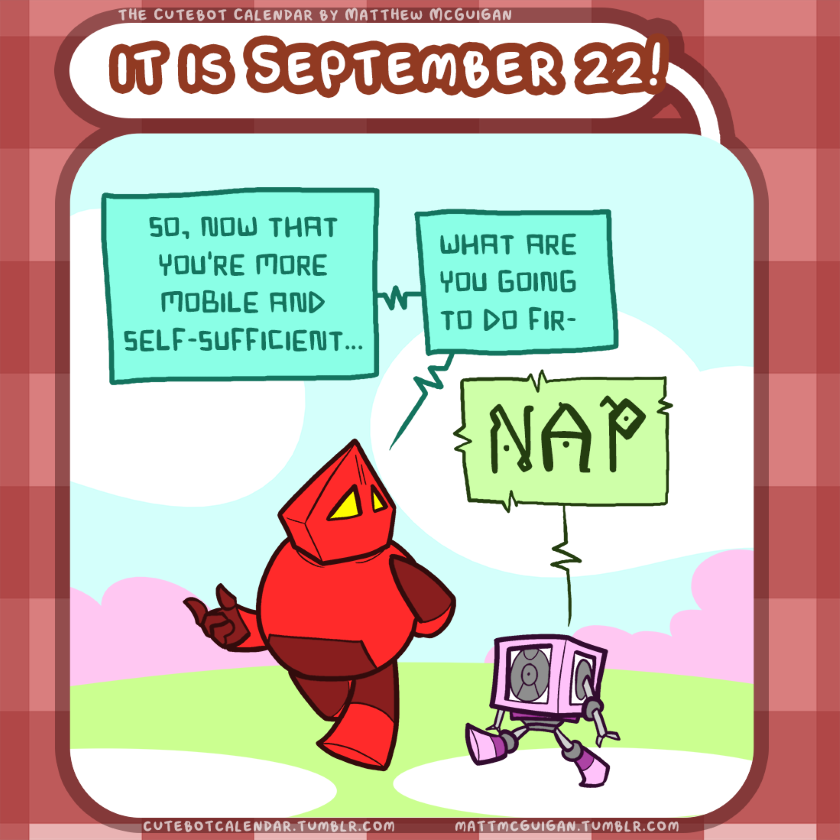 THE CUTEBOT CALENDAR BY MATTHEW MCGUIGAN
IT IS SEPTEMBER 22!
SO, NOW THAT
YOU'RE MORE
MOBILE AND
SELF-SUFFICIENT...
WHAT ARE
YOU GOING
TO DO FIR-
NAP
CUTEBOTCALENDAR.TUMBLR.COM
MATTMCGUIGAN.TUMBLR.COM